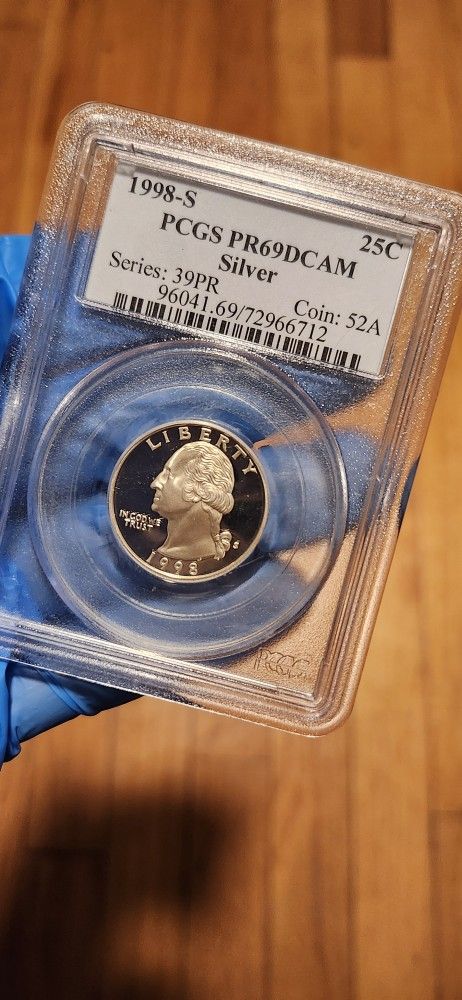 1998-S 25C
PCGS PR69DCAM
Silver
Series: 39PR Coin: 52A
96041.69/72966712
LIBERTY
IN GOD WE
TRUST
S
1998
PCGS